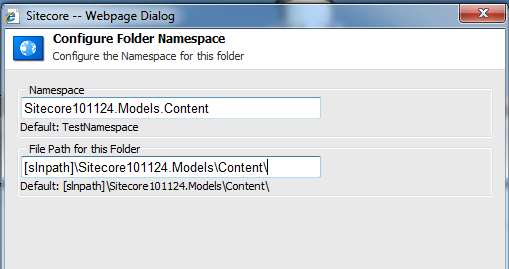 Sitecore -- Webpage Dialog
Configure Folder Namespace
Configure the Namespace for this folder
Namespace
Sitecore101124.Models.Content
Default: TestNamespace
File Path for this Folder
[slnpath]\Sitecore101124.Models\Content\
Default: [slnpath]\Sitecore101124.Models\Content\